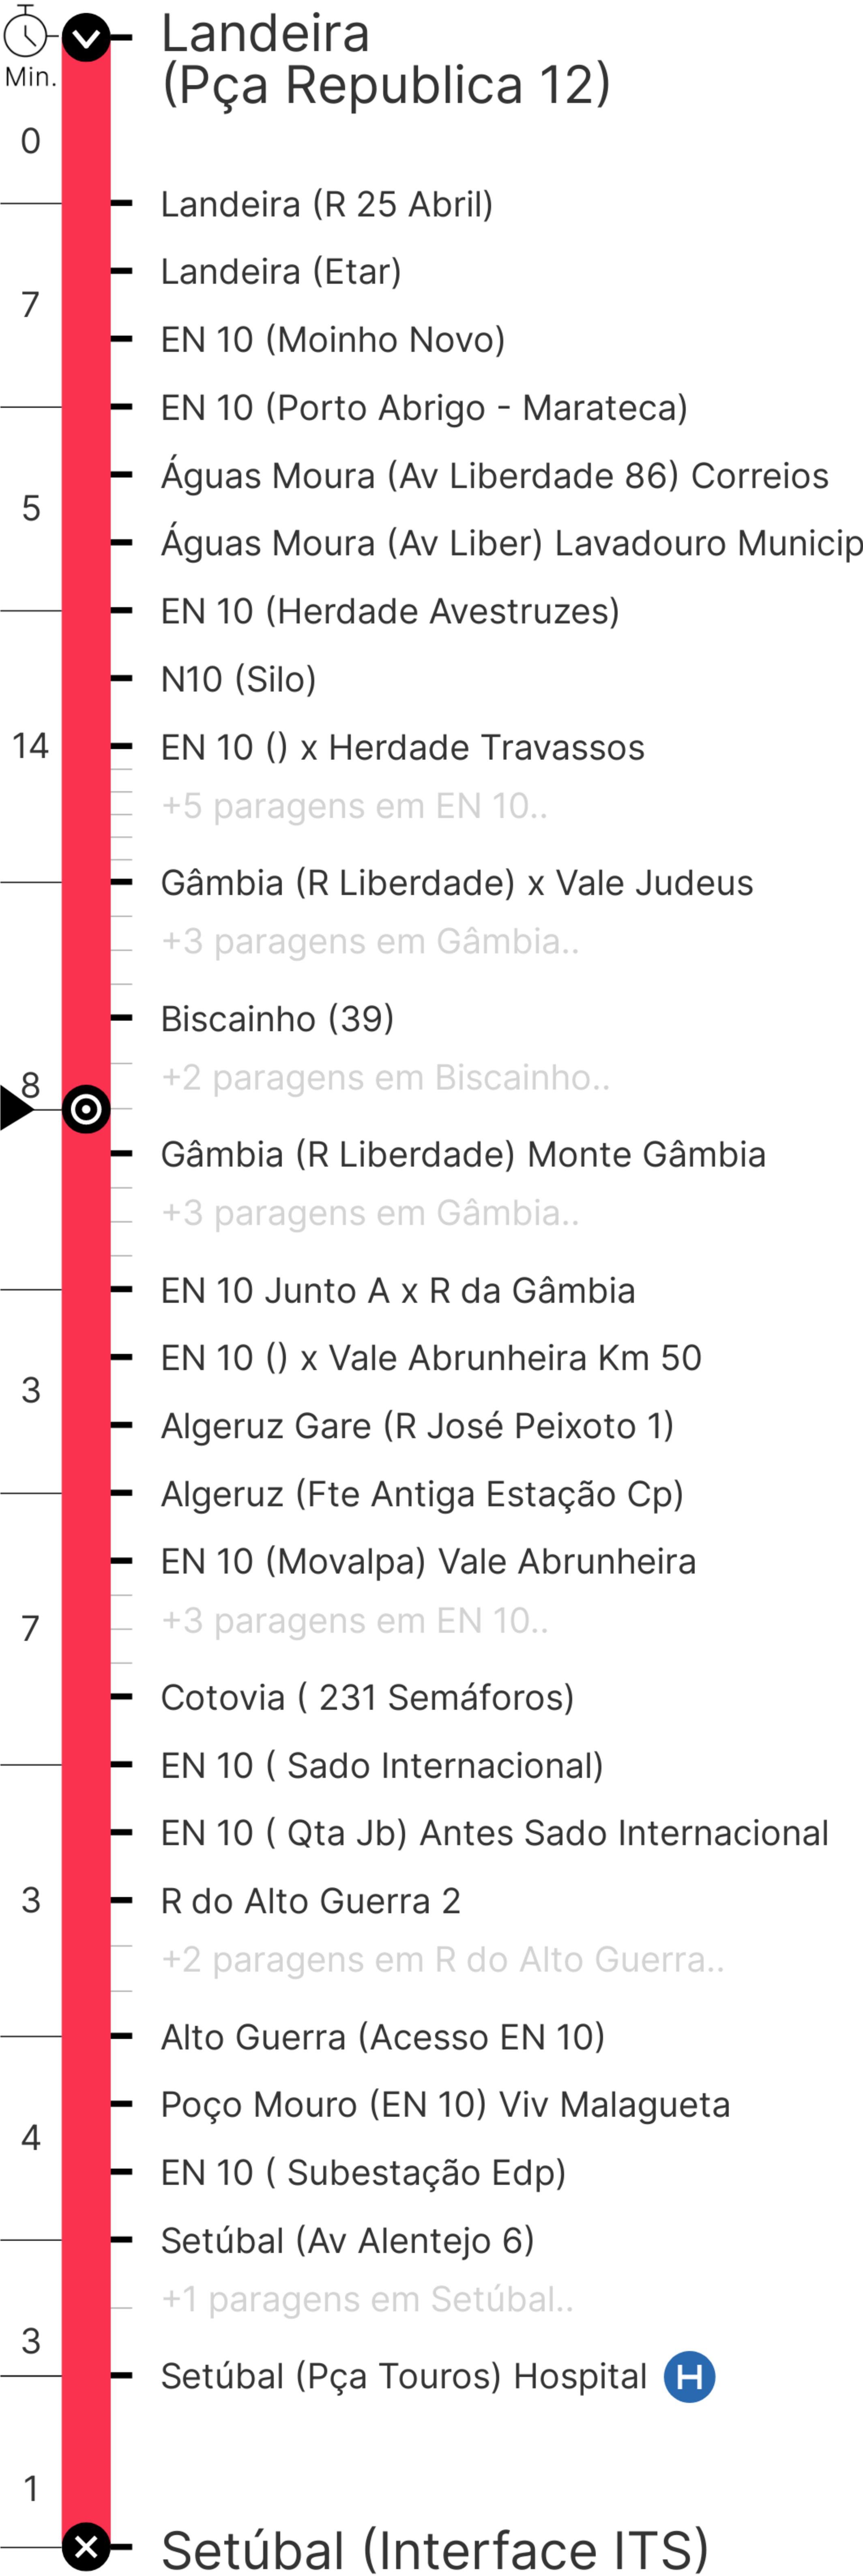 Landeira
(Pça Republica 12)
Min.
0
Landeira (R 25 Abril)
Landeira (Etar)
7
EN 10 (Moinho Novo)
EN 10 (Porto Abrigo - Marateca)
Águas Moura (Av Liberdade 86) Correios
5
Águas Moura (Av Liber) Lavadouro Municip
EN 10 (Herdade Avestruzes)
N10 (Silo)
14
EN 10 () x Herdade Travassos
+5 paragens em EN 10..
Gâmbia (R Liberdade) x Vale Judeus
+3 paragens em Gâmbia..
Biscainho (39)
+2 paragens em Biscainho..
8
Gâmbia (R Liberdade) Monte Gâmbia
+3 paragens em Gâmbia..
EN 10 Junto A x R da Gâmbia
EN 10 () x Vale Abrunheira Km 50
3
Algeruz Gare (R José Peixoto 1)
Algeruz (Fte Antiga Estação Cp)
EN 10 (Movalpa) Vale Abrunheira
+3 paragens em EN 10..
7
Cotovia ( 231 Semáforos)
EN 10 ( Sado Internacional)
EN 10 ( Qta Jb) Antes Sado Internacional
3
R do Alto Guerra 2
+2 paragens em R do Alto Guerra..
Alto Guerra (Acesso EN 10)
Poço Mouro (EN 10) Viv Malagueta
4
EN 10 ( Subestação Edp)
Setúbal (Av Alentejo 6)
+1 paragens em Setúbal..
3
Setúbal (Pça Touros) Hospital H
1
Setúbal (Interface ITS)